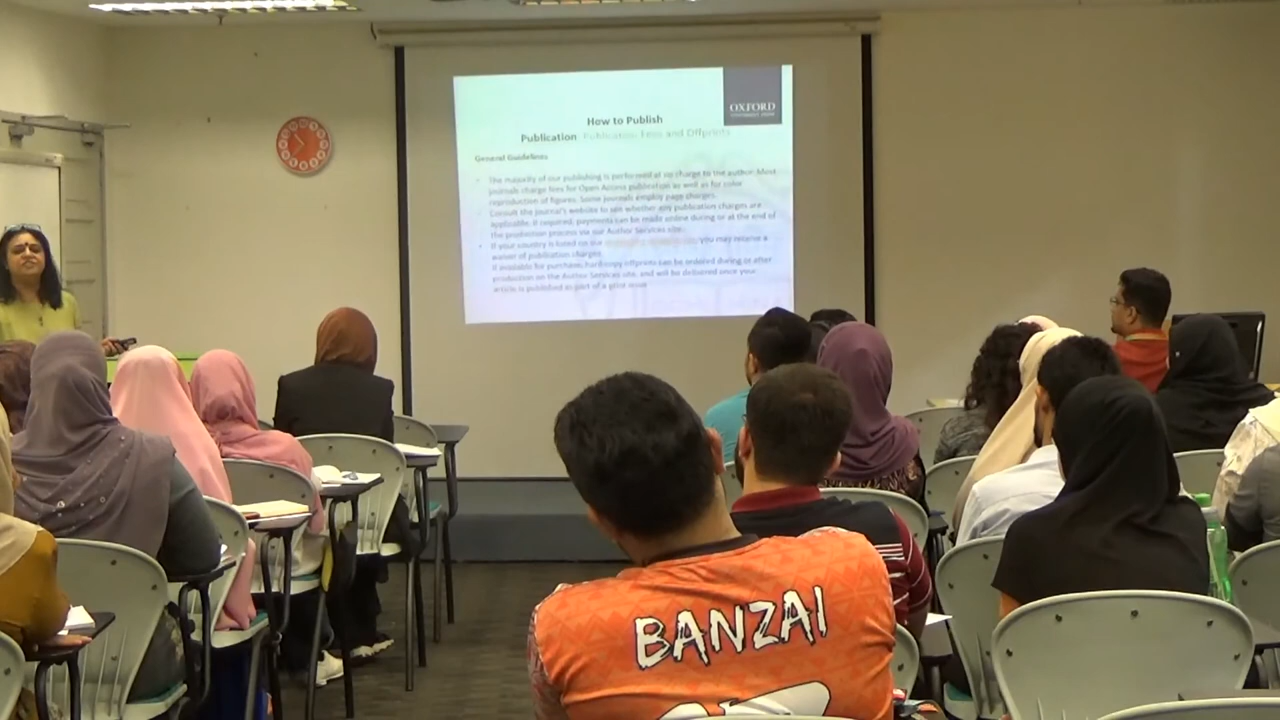 OXFORD
UNIVERSITY PRESS
How to Publish
Publication Publication Fees and Offprints
General Guidelines
The majority of our publishing is performed at no charge to the author. Most
journals charge fees for Open Access publication as well as for color
reproduction of figures. Some journals employ page charges.
Consult the journal's website to see whether any publication charges are
applicable. If required, payments can be made online during or at the end of
the production process via our Author Services site.
If your country is listed on our you may receive a
waiver of publication charges.
If available for purchase, hardcopy offprints can be ordered during or after
production on the Author Services site, and will be delivered once your
article is published as part of a print issue
BANZAI